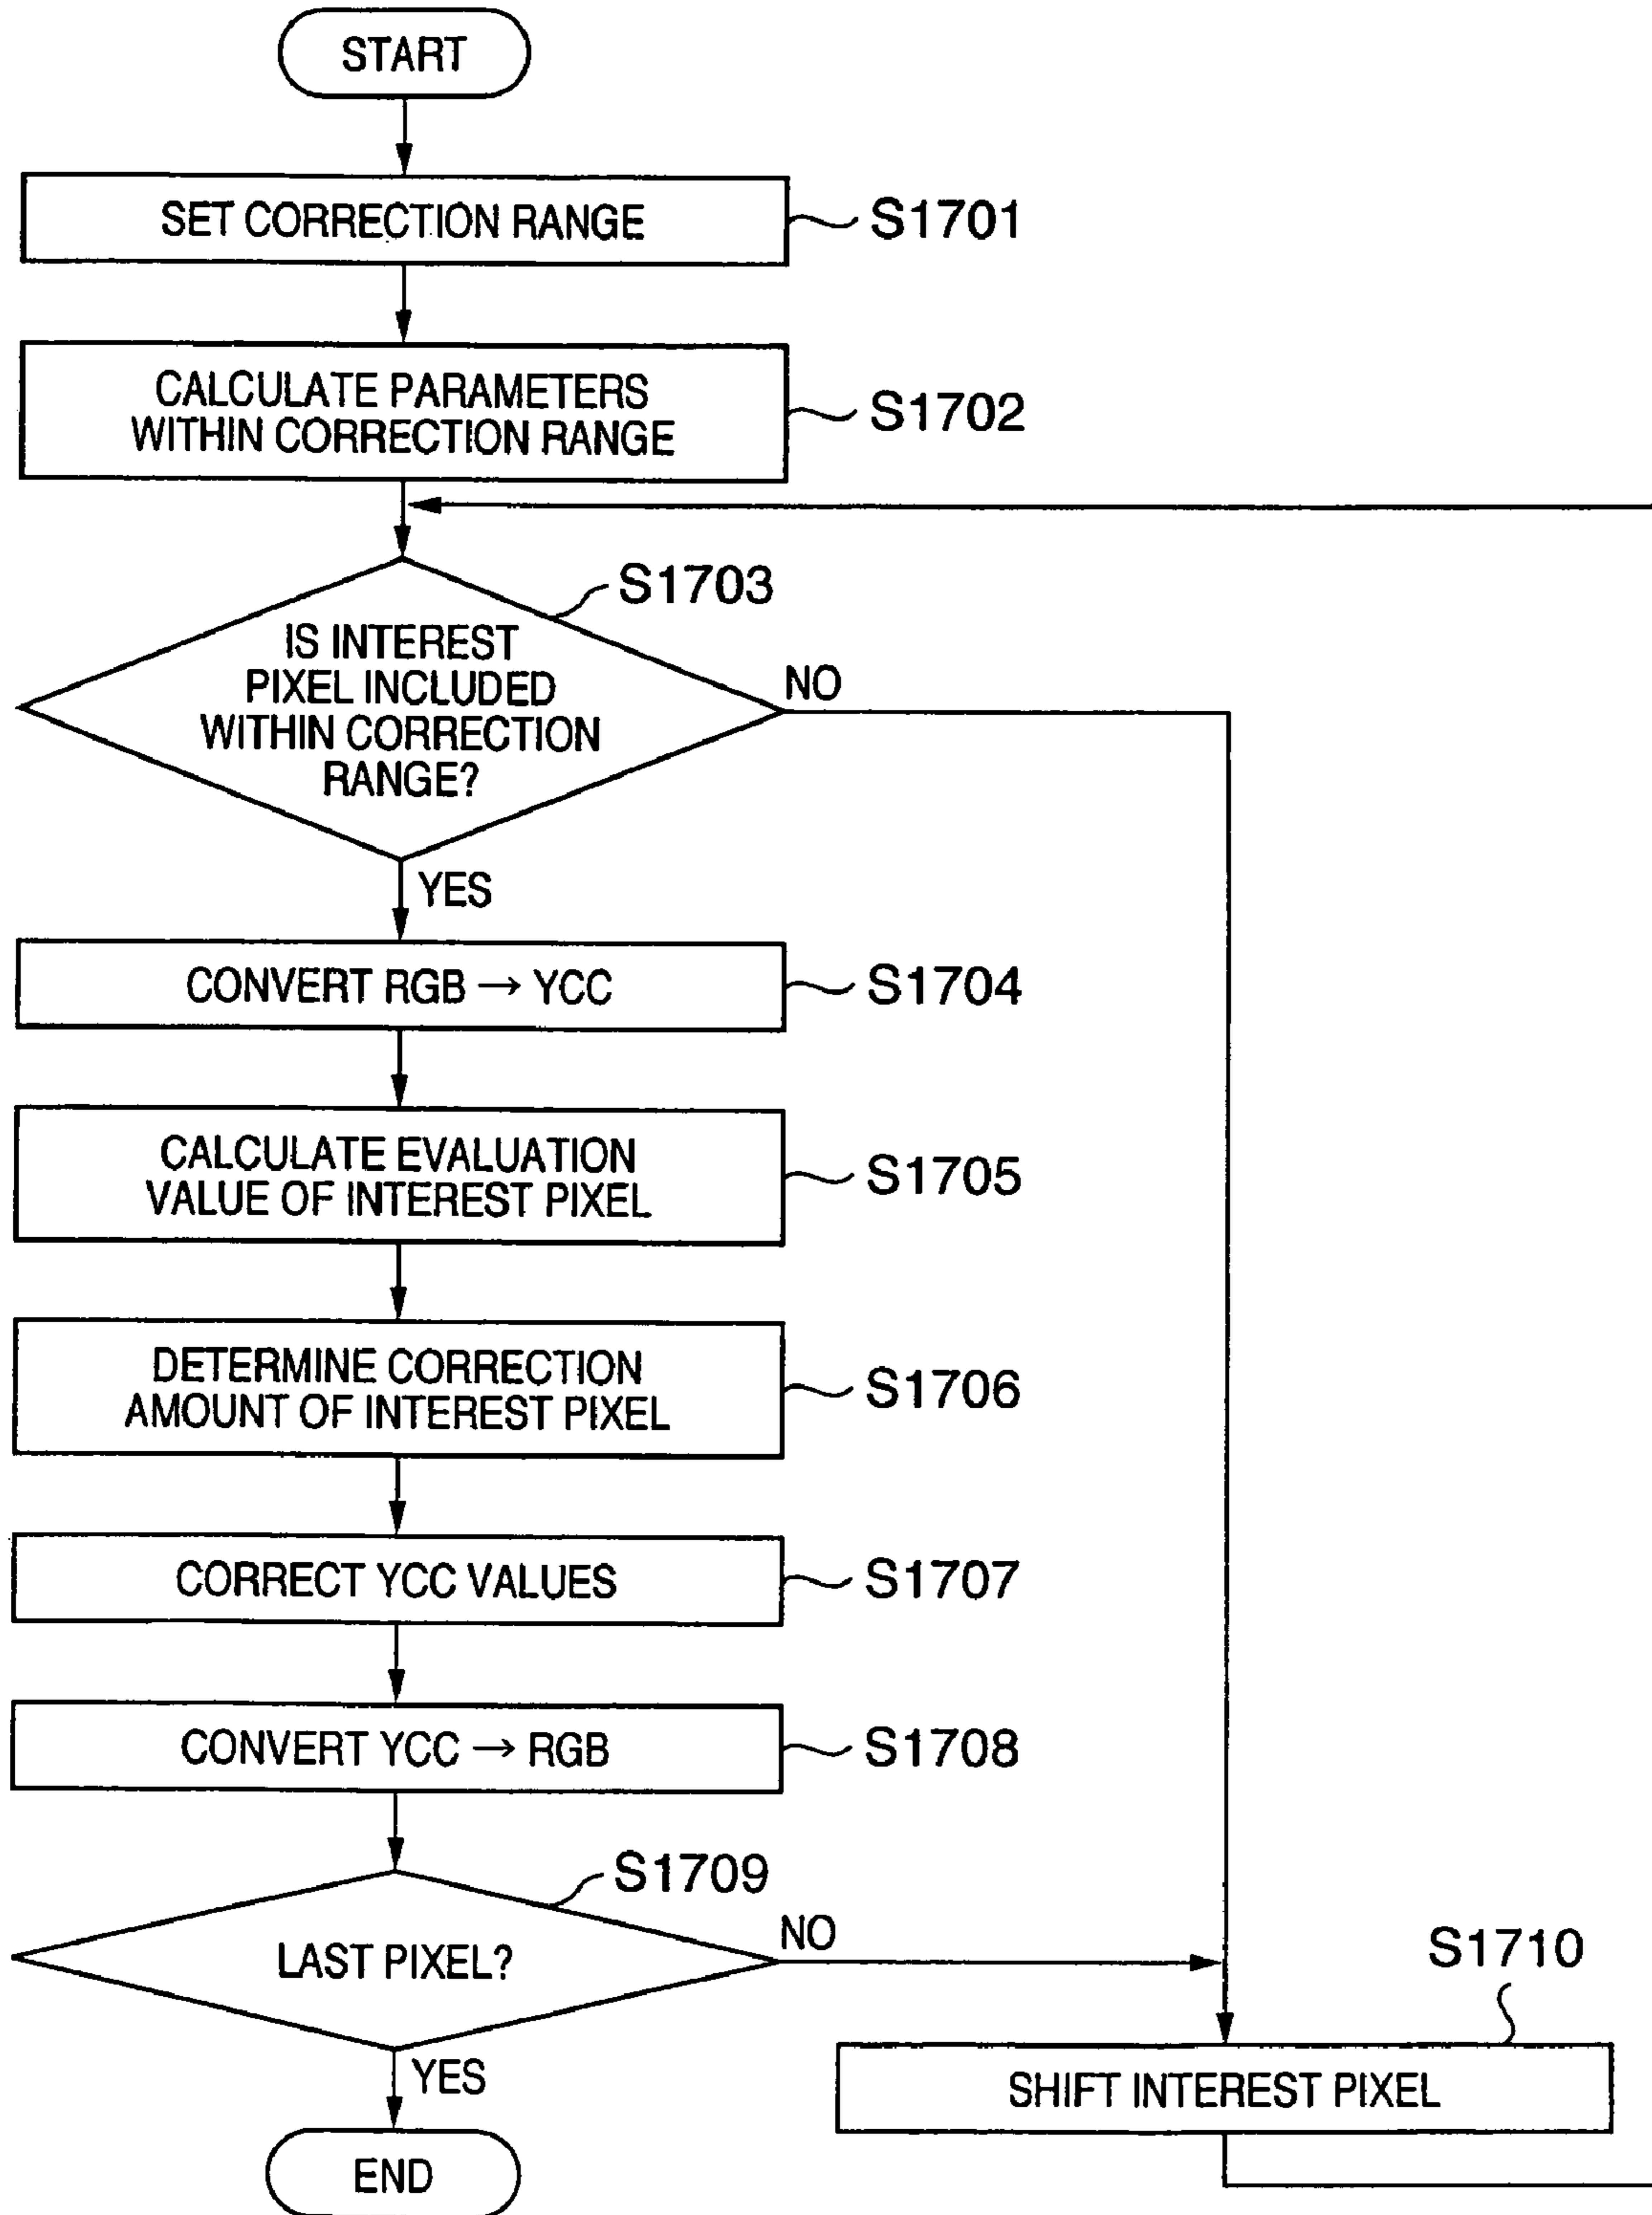 START
SET CORRECTION RANGE
S1701
CALCULATE PARAMETERS
WITHIN CORRECTION RANGE
S1702
S1703
IS INTEREST
PIXEL INCLUDED
WITHIN CORRECTION
RANGE?
NO
YES
CONVERT RGB → YCC
S1704
CALCULATE EVALUATION
VALUE OF INTEREST PIXEL
S1705
DETERMINE CORRECTION
AMOUNT OF INTEREST PIXEL
S1706
CORRECT YCC VALUES
S1707
CONVERT YCC → RGB
S1708
S1709
LAST PIXEL?
NO
YES
S1710
SHIFT INTEREST PIXEL
END